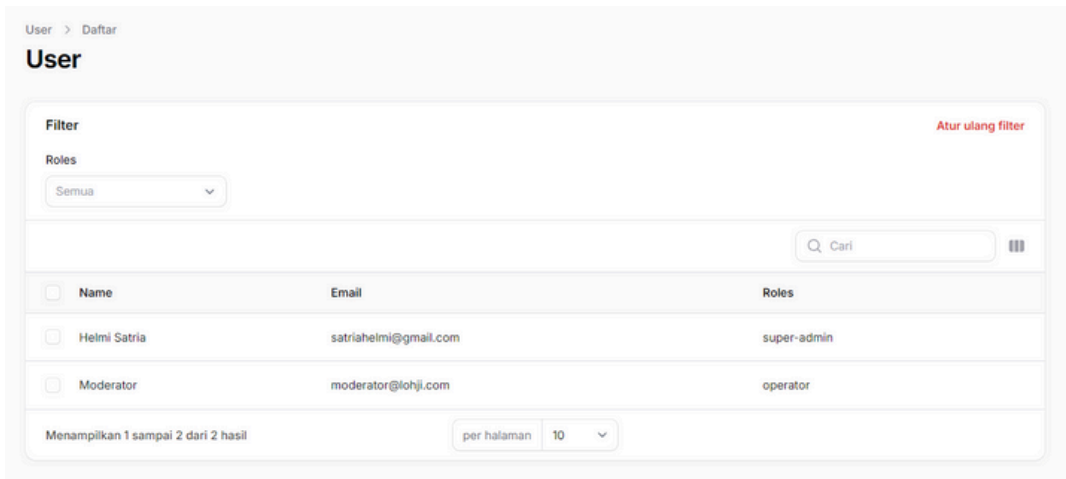 User > Daftar
User
Filter Atur ulang filter
Roles
Semua
Cari
Name Email Roles
Helmi Satria satriahelmi@gmail.com super-admin
Moderator moderator@lohji.com operator
Menampilkan 1 sampai 2 dari 2 hasil per halaman 10